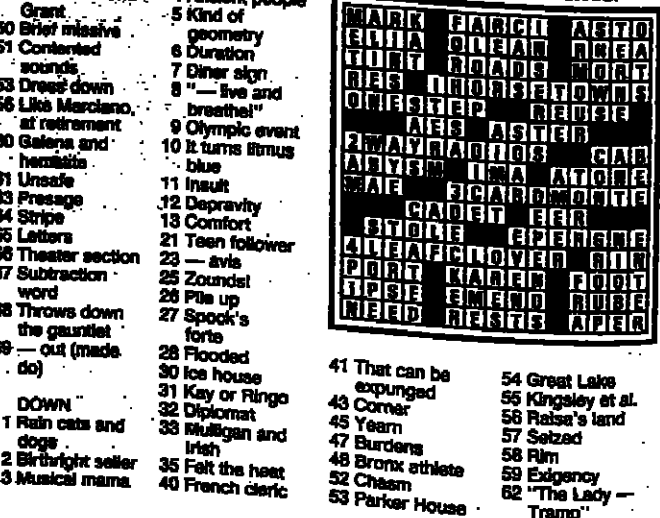 Grant
50 Brief missive
51 Contented
sounds
53 Dress down
56 Like Marciano,
at retirement
60 Galena and
hematite
61 Unsafe
63 Presage
64 Stripe
65 Letters
66 Theater section
67 Subtraction
word
68 Throws down
the gauntlet
69 — out (made
do)
DOWN
1 Rain cats and
dogs
2 Birthright seller
3 Musical mama
people
5 Kind of
geometry
6 Duration
7 Diner sign
8 "— live and
breathe!"
9 Olympic event
10 It turns litmus
blue
11 Insult
12 Depravity
13 Comfort
21 Teen follower
23 — avis
25 Zounds!
26 Pile up
27 Spock's
forte
28 Flooded
30 Ice house
31 Kay or Ringo
32 Diplomat
33 Mulligan and
Irish
35 Felt the heat
40 French cleric
MARK FARCI ASTO
ELIA OLEAN RNEA
TINT ROADS MORT
RES 1HORSETOWNS
ONESTEP REUSE
AES ASTER
2WAYRADIOS CAB
ABYSM IMA ATONE
MAE 3CARDMONTE
CADET EER
STOLE EPERGNE
4LEAFCLOVER RIN
PORT KAREN FOOT
IPSE EMEND RUBE
NEED RESTS APER
41 That can be
expunged
43 Corner
45 Yearn
47 Burdens
48 Bronx athlete
52 Chasm
53 Parker House
54 Great Lake
55 Kingsley et al.
56 Raisa's land
57 Seized
58 Rim
59 Exigency
62 "The Lady —
Tramp"